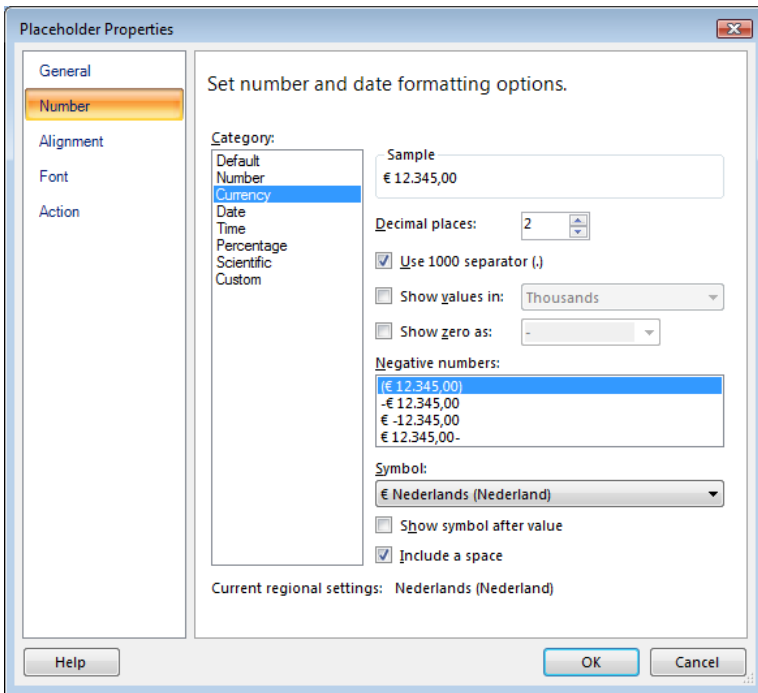 Placeholder Properties
General
Number
Alignment
Font
Action
Set number and date formatting options.
Category:
Default
Number
Currency
Date
Time
Percentage
Scientific
Custom
Sample
€ 12.345,00
Decimal places: 2
Use 1000 separator (.)
Show values in: Thousands
Show zero as: -
Negative numbers:
(€ 12.345,00)
-€ 12.345,00
€ -12.345,00
€ 12.345,00-
Symbol:
€ Nederlands (Nederland)
Show symbol after value
Include a space
Current regional settings: Nederlands (Nederland)
Help
OK
Cancel